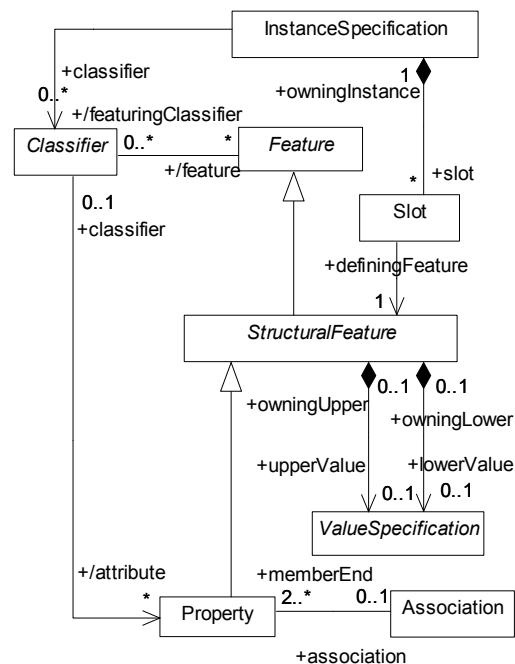 InstanceSpecification
+classifier
0..*
1
+owningInstance
+/featuringClassifier
Classifier
0..*
*
Feature
+/feature
*
+slot
Slot
0..1
+classifier
+definingFeature
1
StructuralFeature
0..1
0..1
+owningUpper
+owningLower
+upperValue
+lowerValue
0..1
0..1
ValueSpecification
+/attribute
*
Property
+memberEnd
2..*
0..1
Association
+association